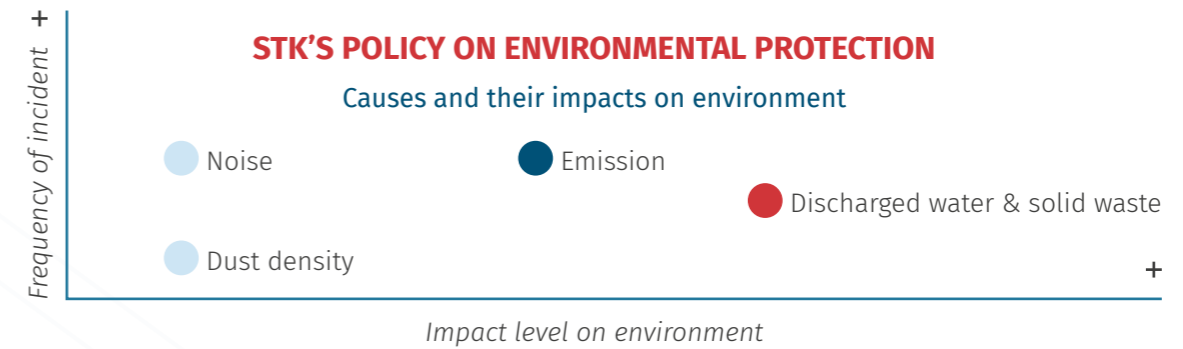 +
Frequency of incident
STK’S POLICY ON ENVIRONMENTAL PROTECTION
Causes and their impacts on environment
Noise
Emission
Discharged water & solid waste
Dust density
+
Impact level on environment